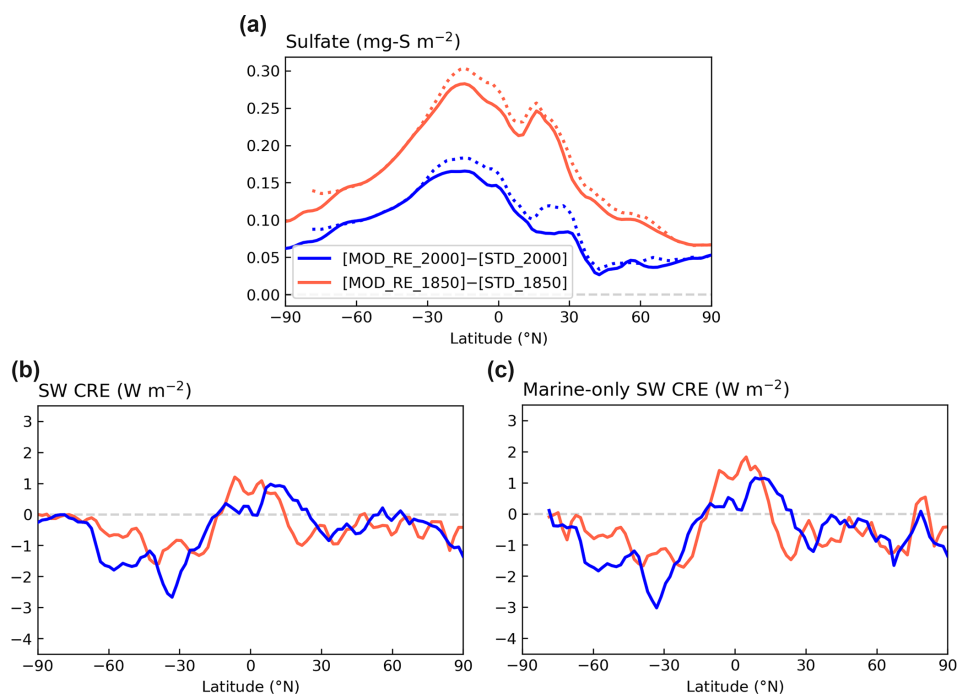 (a)
Sulfate (mg-S m⁻²)
0.30
0.25
0.20
0.15
0.10
0.05
0.00
[MOD_RE_2000]−[STD_2000]
[MOD_RE_1850]−[STD_1850]
−90 −60 −30 0 30 60 90
Latitude (°N)
(b)
SW CRE (W m⁻²)
3
2
1
0
−1
−2
−3
−4
−90 −60 −30 0 30 60 90
Latitude (°N)
(c)
Marine-only SW CRE (W m⁻²)
3
2
1
0
−1
−2
−3
−4
−90 −60 −30 0 30 60 90
Latitude (°N)